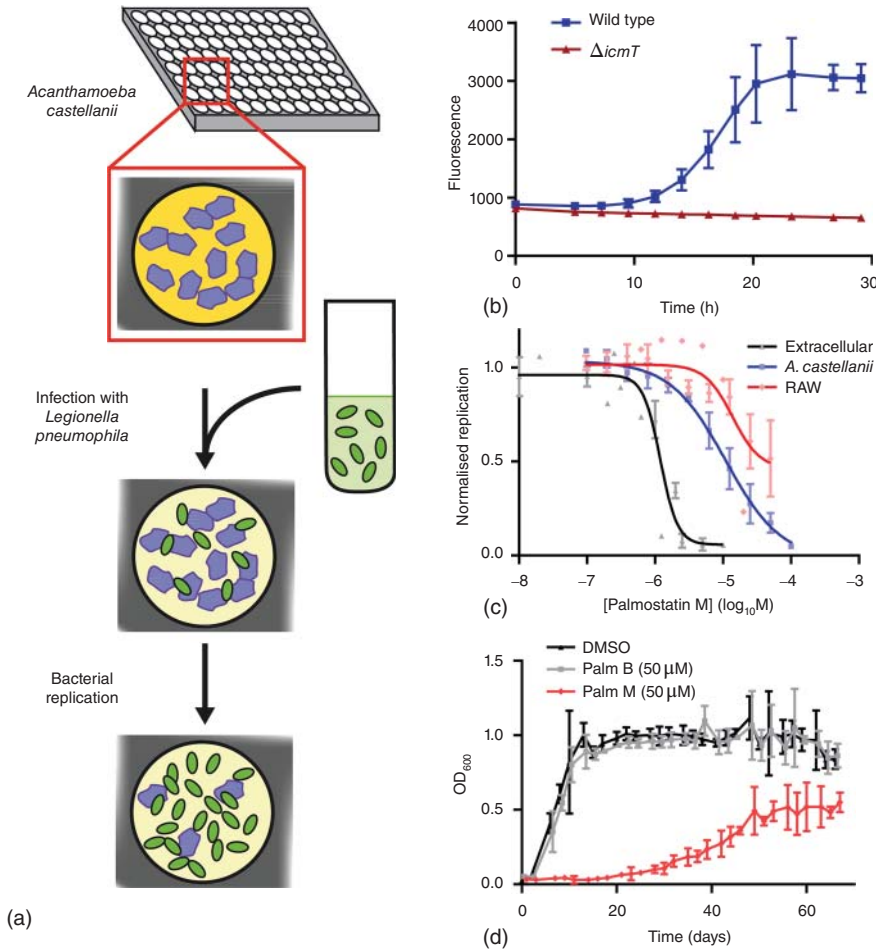 Acanthamoeba
castellanii
Infection with
Legionella
pneumophila
Bacterial
replication
(a)
Wild type
ΔicmT
4000
3000
2000
1000
0
Fluorescence
0
10
20
30
Time (h)
(b)
Extracellular
A. castellanii
RAW
1.0
0.5
0.0
Normalised replication
−8
−7
−6
−5
−4
−3
[Palmostatin M] (log₁₀M)
(c)
DMSO
Palm B (50 μM)
Palm M (50 μM)
1.5
1.0
0.5
0.0
OD₆₀₀
0
20
40
60
Time (days)
(d)